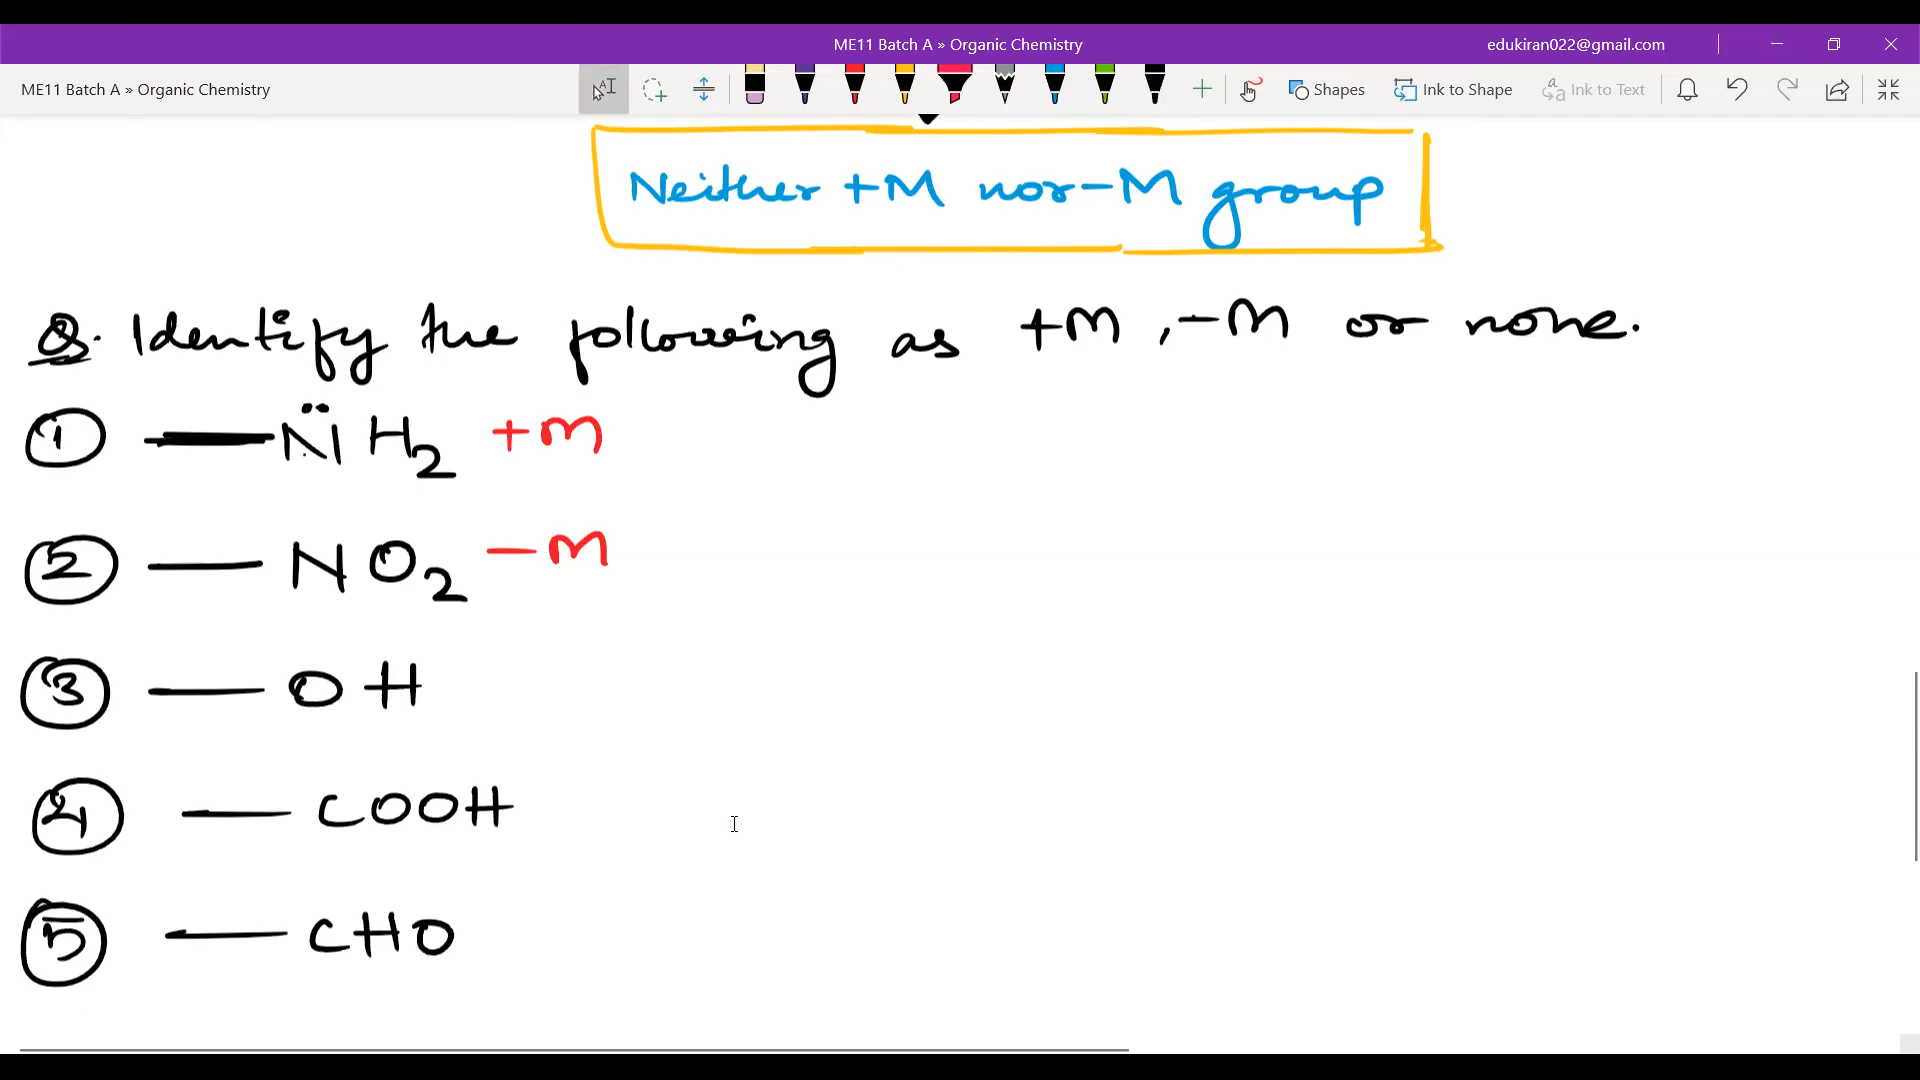 ME11 Batch A » Organic Chemistry
edukiran022@gmail.com
ME11 Batch A » Organic Chemistry
Shapes
Ink to Shape
Ink to Text
Neither +M nor -M group
Q. Identify the following as +M, -M or none.
① —N̈H₂ +M
② —NO₂ -M
③ —OH
④ —COOH
⑤ —CHO